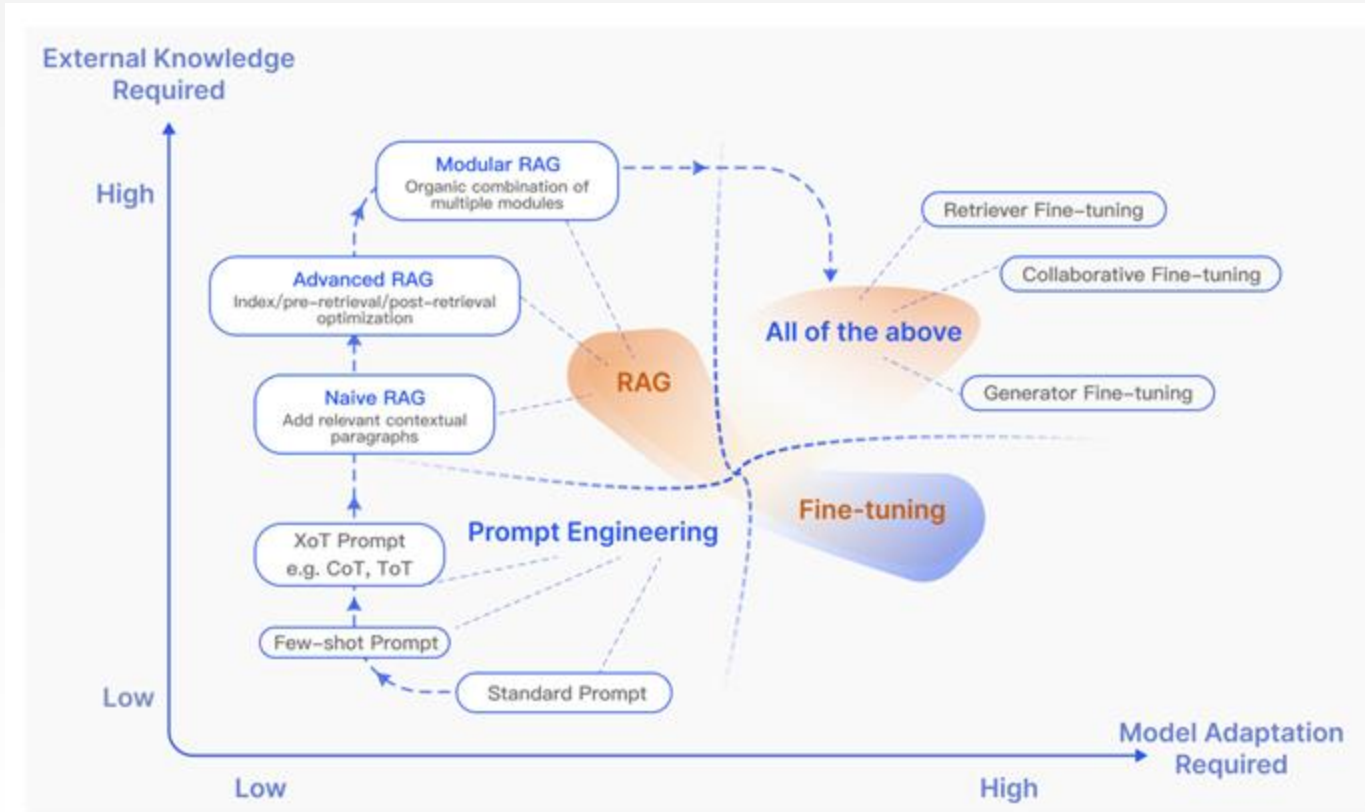 External Knowledge
Required
High
Modular RAG
Organic combination of
multiple modules
Retriever Fine-tuning
Advanced RAG
Index/pre-retrieval/post-retrieval
optimization
Collaborative Fine-tuning
All of the above
RAG
Naive RAG
Add relevant contextual
paragraphs
Generator Fine-tuning
Fine-tuning
Prompt Engineering
XoT Prompt
e.g. CoT, ToT
Few-shot Prompt
Standard Prompt
Low
Model Adaptation
Required
Low
High